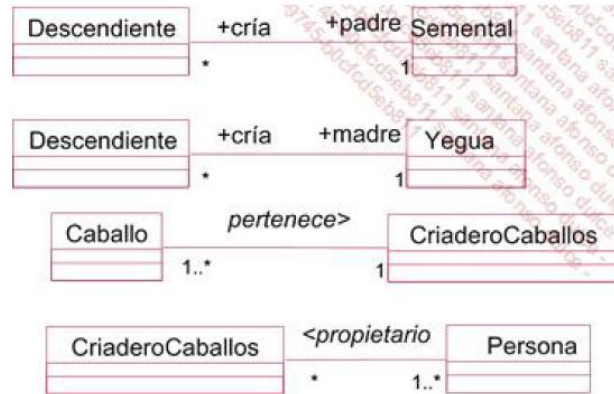 Descendiente +cría +padre Semental
* 1
Descendiente +cría +madre Yegua
* 1
Caballo pertenece> CriaderoCaballos
1..* 1
CriaderoCaballos <propietario Persona
* 1..*